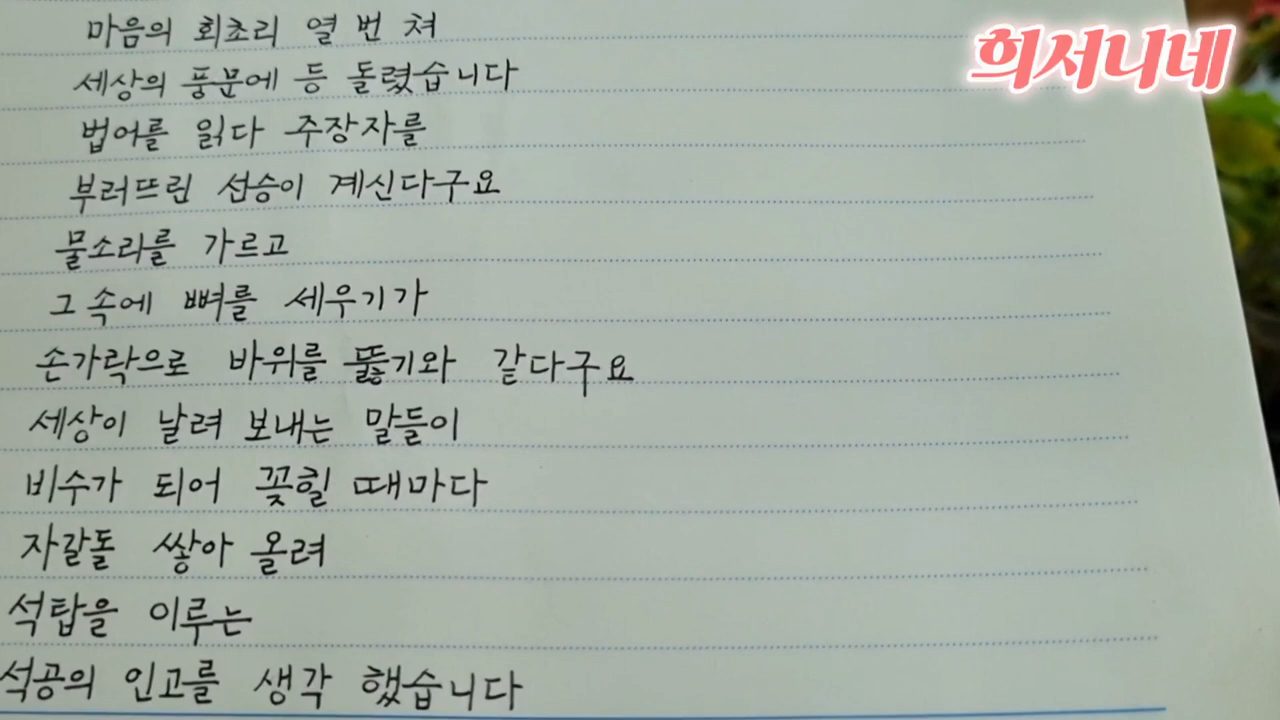 희서니네
마음의 회초리 열 번 쳐
세상의 풍문에 등 돌렸습니다
법어를 읽다 주장자를
부러뜨린 선승이 계신다구요
물소리를 가르고
그 속에 뼈를 세우기가
손가락으로 바위를 뚫기와 같다구요
세상이 날려 보내는 말들이
비수가 되어 꽂힐 때마다
자갈돌 쌓아 올려
석탑을 이루는
석공의 인고를 생각 했습니다